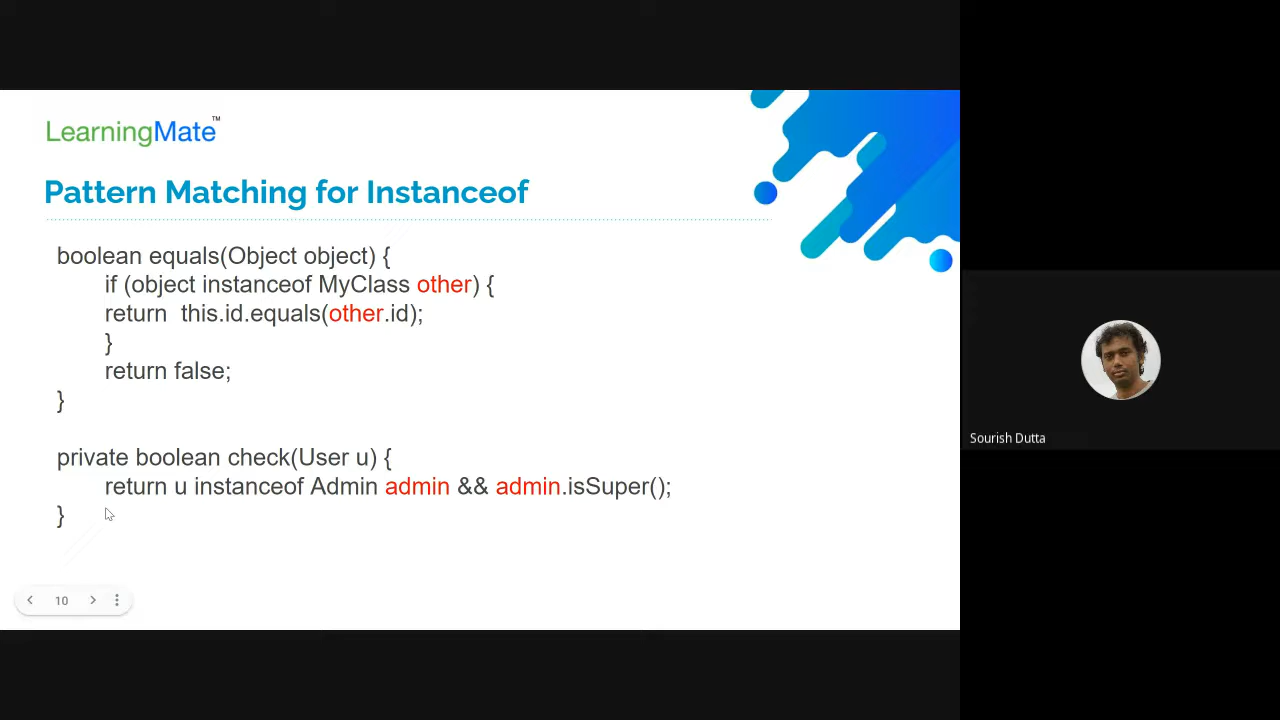 LearningMate™
Pattern Matching for Instanceof
boolean equals(Object object) {
if (object instanceof MyClass other) {
return this.id.equals(other.id);
}
return false;
}
private boolean check(User u) {
return u instanceof Admin admin && admin.isSuper();
}
10
Sourish Dutta